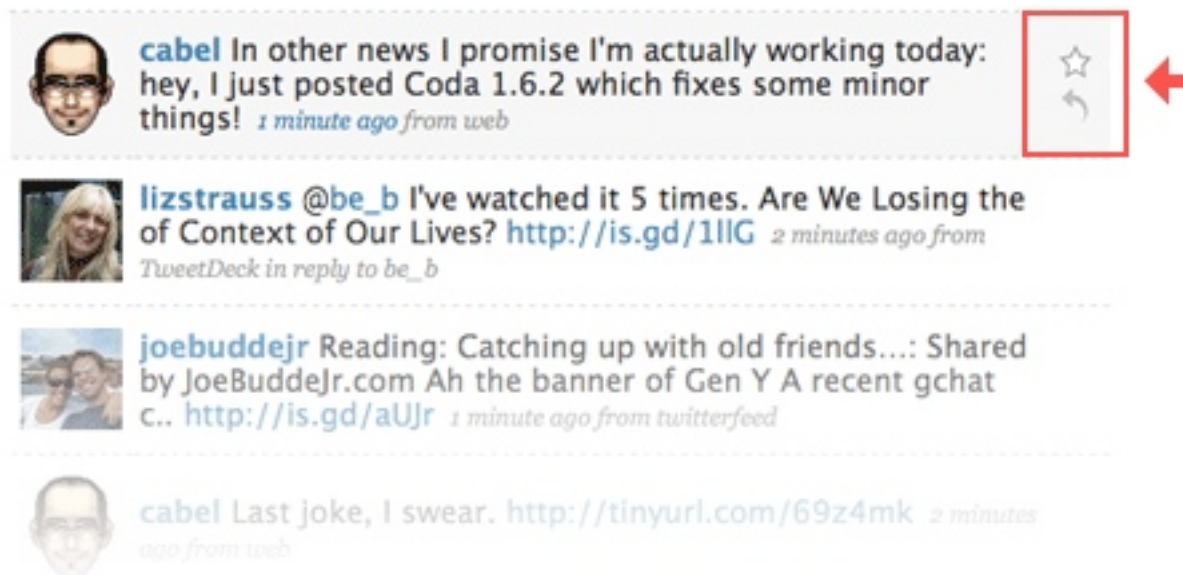 cabel In other news I promise I'm actually working today:
hey, I just posted Coda 1.6.2 which fixes some minor
things! 1 minute ago from web
lizstrauss @be_b I've watched it 5 times. Are We Losing the
of Context of Our Lives? http://is.gd/1llG 2 minutes ago from
TweetDeck in reply to be_b
joebuddejr Reading: Catching up with old friends...: Shared
by JoeBuddeJr.com Ah the banner of Gen Y A recent gchat
c.. http://is.gd/aUJr 1 minute ago from twitterfeed
cabel Last joke, I swear. http://tinyurl.com/69z4mk 2 minutes
ago from web